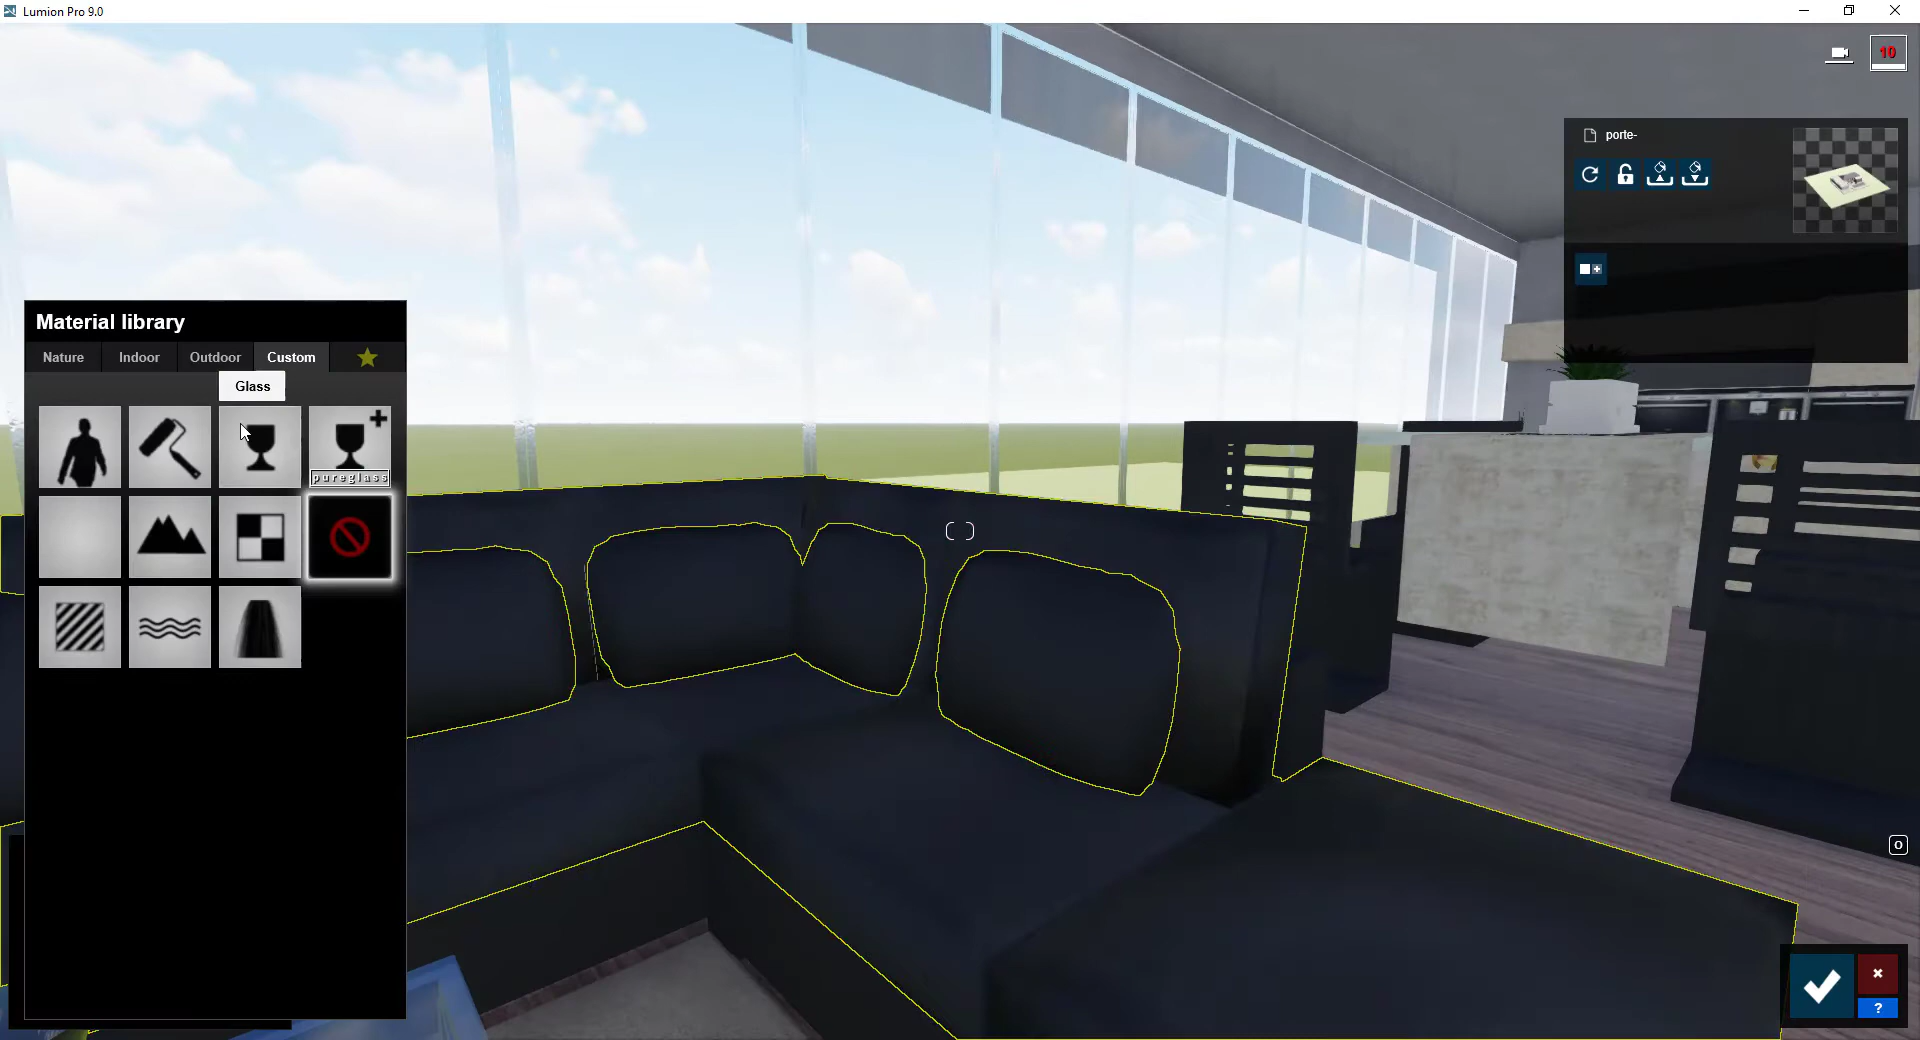 Lumion Pro 9.0
10
porte-
Material library
Nature Indoor Outdoor Custom
Glass
pureglass
O
?